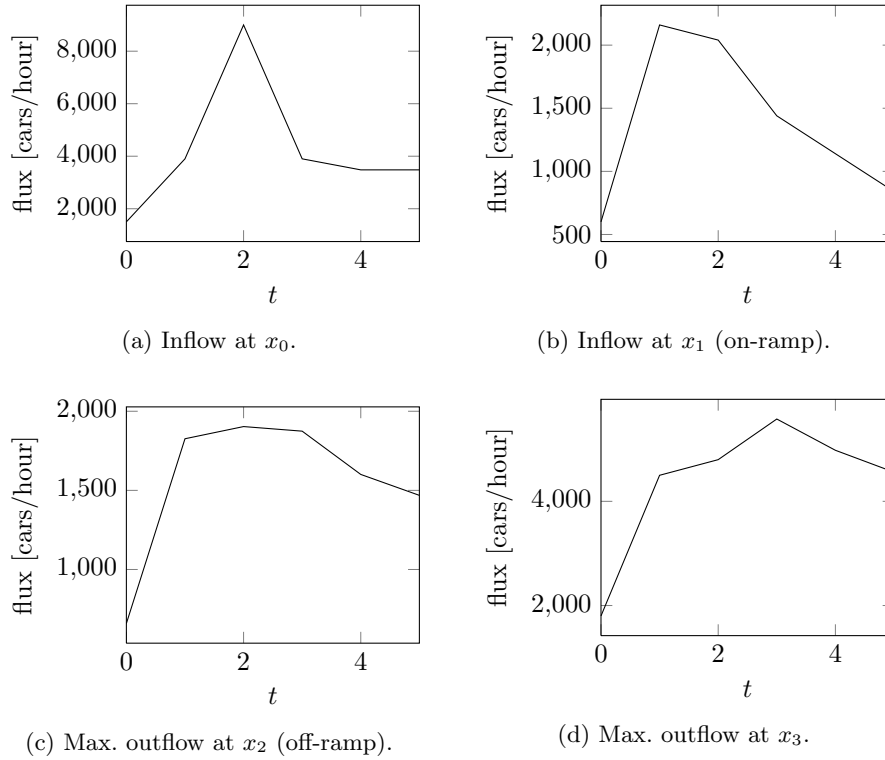 8,000
6,000
4,000
2,000
0 2 4
flux [cars/hour]
t
(a) Inflow at x₀.
2,000
1,500
1,000
500
0 2 4
flux [cars/hour]
t
(b) Inflow at x₁ (on-ramp).
2,000
1,500
1,000
0 2 4
flux [cars/hour]
t
(c) Max. outflow at x₂ (off-ramp).
4,000
2,000
0 2 4
flux [cars/hour]
t
(d) Max. outflow at x₃.